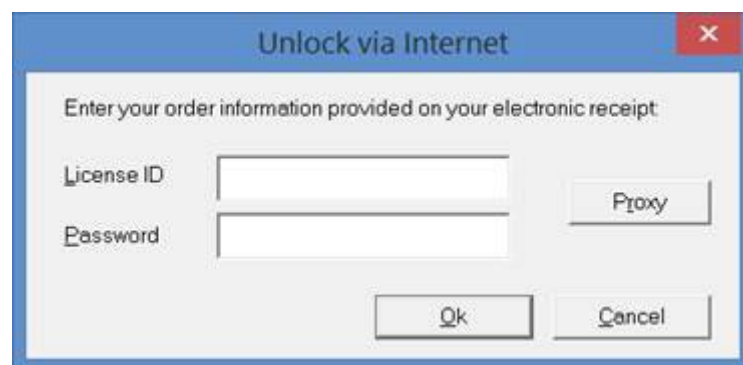 Unlock via Internet
Enter your order information provided on your electronic receipt:
License ID
Proxy
Password
Ok Cancel